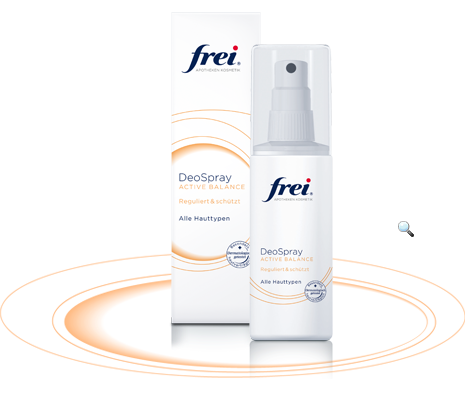 frei®
APOTHEKEN KOSMETIK
DeoSpray
ACTIVE BALANCE
Reguliert & schützt
Alle Hauttypen
frei®
APOTHEKEN KOSMETIK
DeoSpray
ACTIVE BALANCE
Reguliert & schützt
Alle Hauttypen